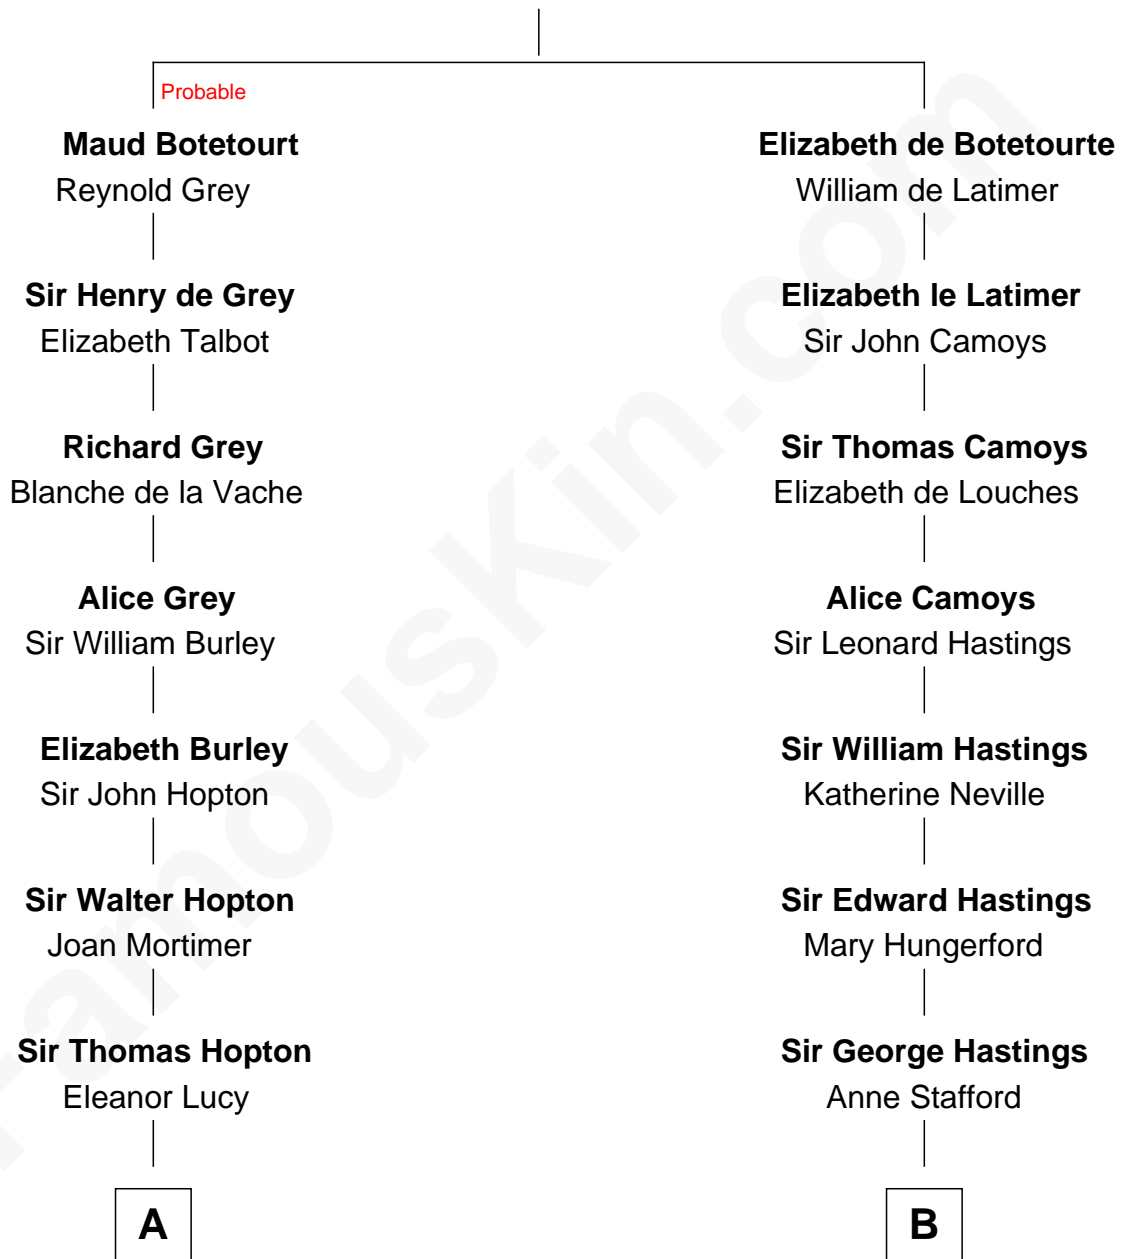 Probable
Maud Botetourt
Reynold Grey
Sir Henry de Grey
Elizabeth Talbot
Richard Grey
Blanche de la Vache
Alice Grey
Sir William Burley
Elizabeth Burley
Sir John Hopton
Sir Walter Hopton
Joan Mortimer
Sir Thomas Hopton
Eleanor Lucy
A
Elizabeth de Botetourte
William de Latimer
Elizabeth le Latimer
Sir John Camoys
Sir Thomas Camoys
Elizabeth de Louches
Alice Camoys
Sir Leonard Hastings
Sir William Hastings
Katherine Neville
Sir Edward Hastings
Mary Hungerford
Sir George Hastings
Anne Stafford
B
FamousKin.com